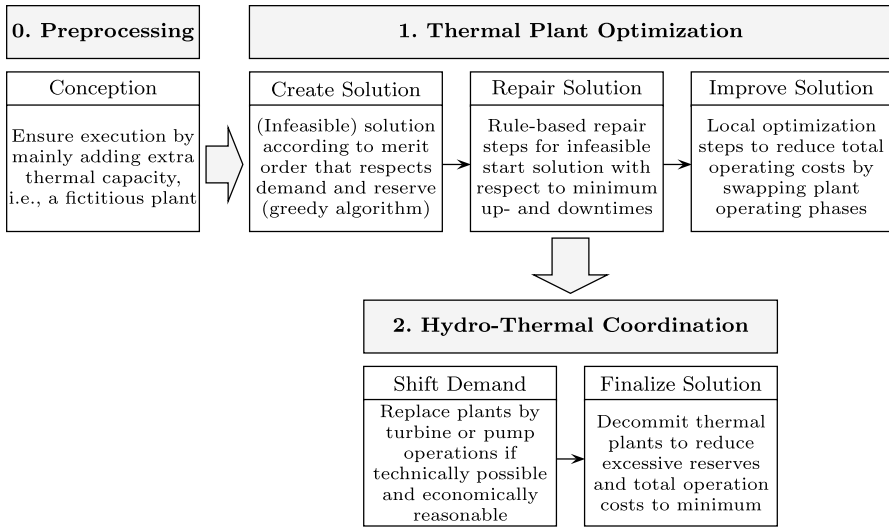 0. Preprocessing
Conception
Ensure execution by
mainly adding extra
thermal capacity,
i.e., a fictitious plant
1. Thermal Plant Optimization
Create Solution
(Infeasible) solution
according to merit
order that respects
demand and reserve
(greedy algorithm)
Repair Solution
Rule-based repair
steps for infeasible
start solution with
respect to minimum
up- and downtimes
Improve Solution
Local optimization
steps to reduce total
operating costs by
swapping plant
operating phases
2. Hydro-Thermal Coordination
Shift Demand
Replace plants by
turbine or pump
operations if
technically possible
and economically
reasonable
Finalize Solution
Decommit thermal
plants to reduce
excessive reserves
and total operation
costs to minimum